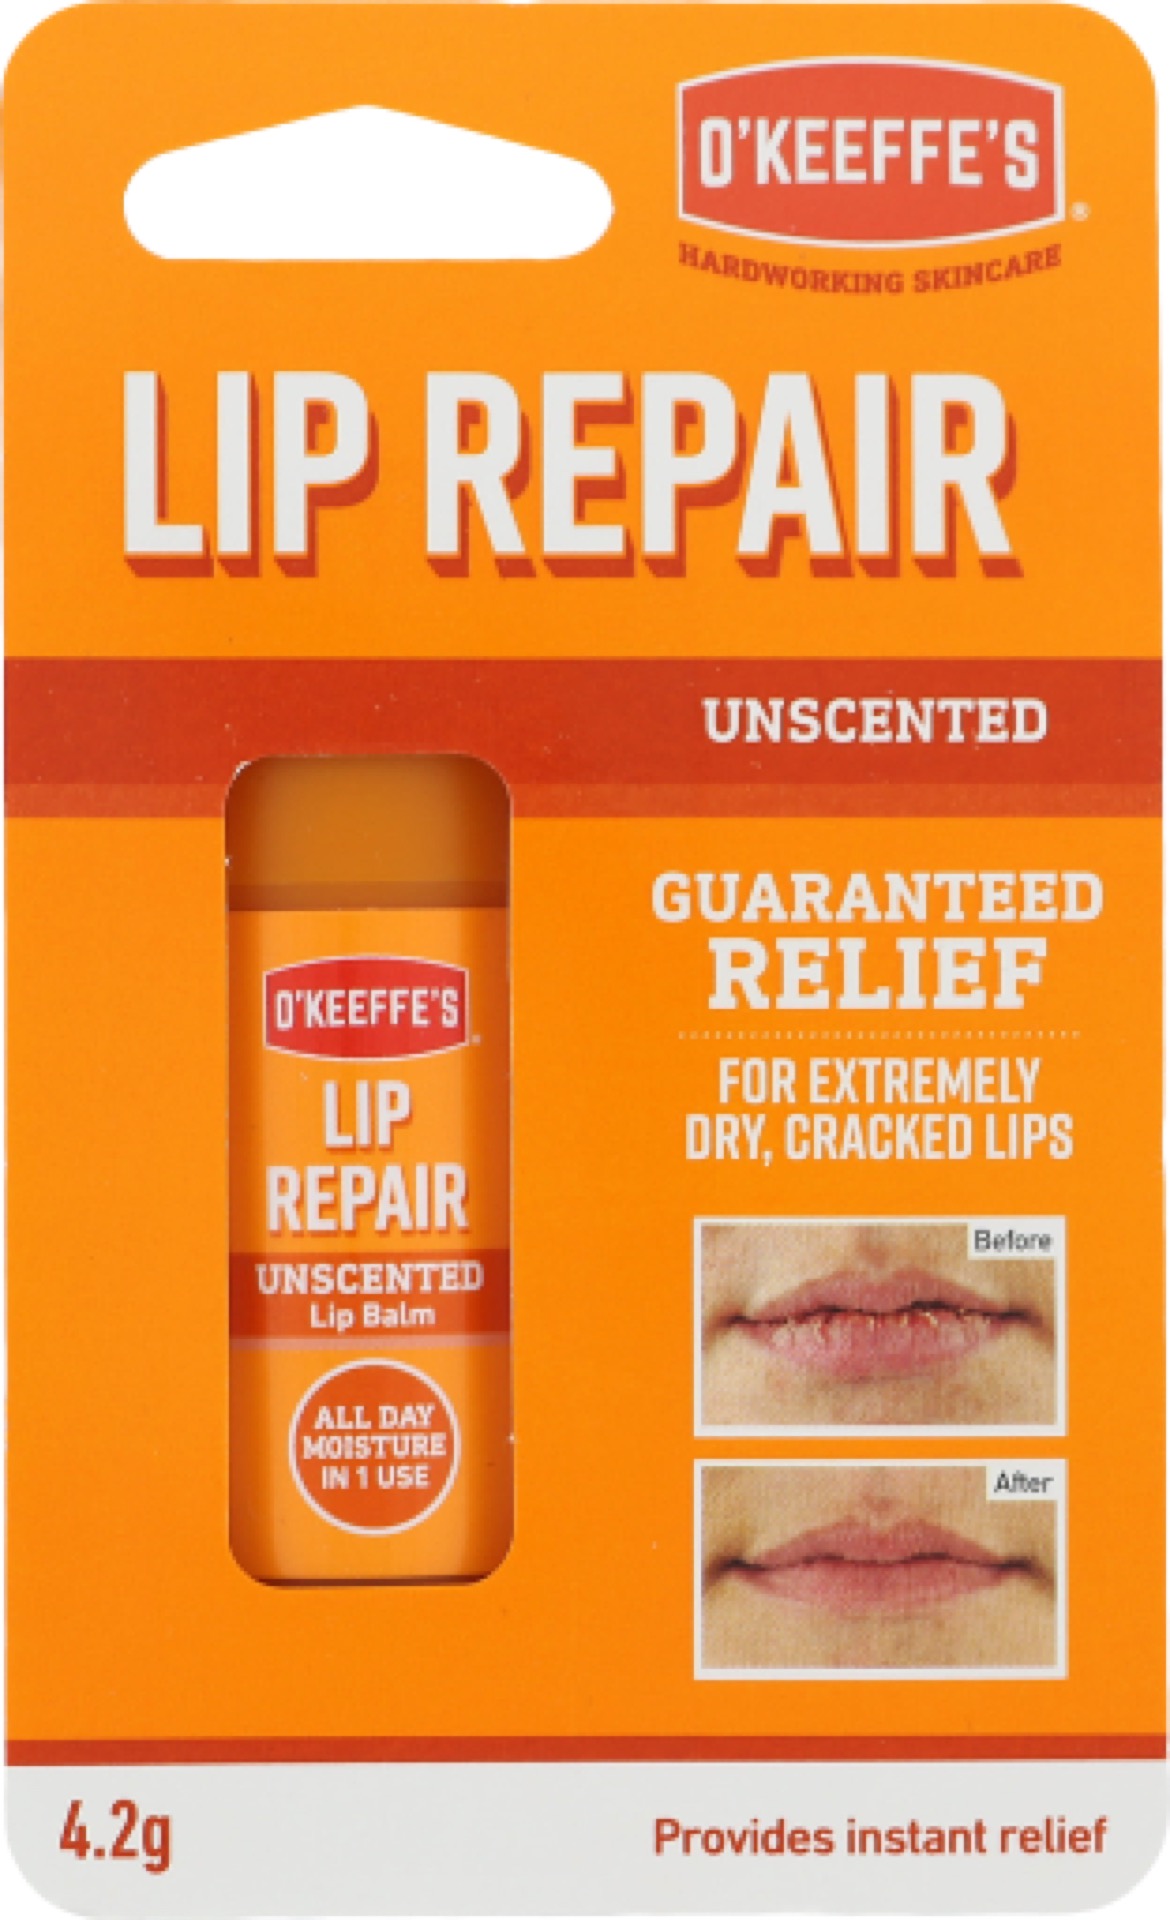 O'KEEFFE'S®
HARDWORKING SKINCARE
LIP REPAIR
UNSCENTED
GUARANTEED
RELIEF
FOR EXTREMELY
DRY, CRACKED LIPS
Before
After
O'KEEFFE'S
LIP
REPAIR
UNSCENTED
Lip Balm
ALL DAY
MOISTURE
IN 1 USE
4.2g
Provides instant relief